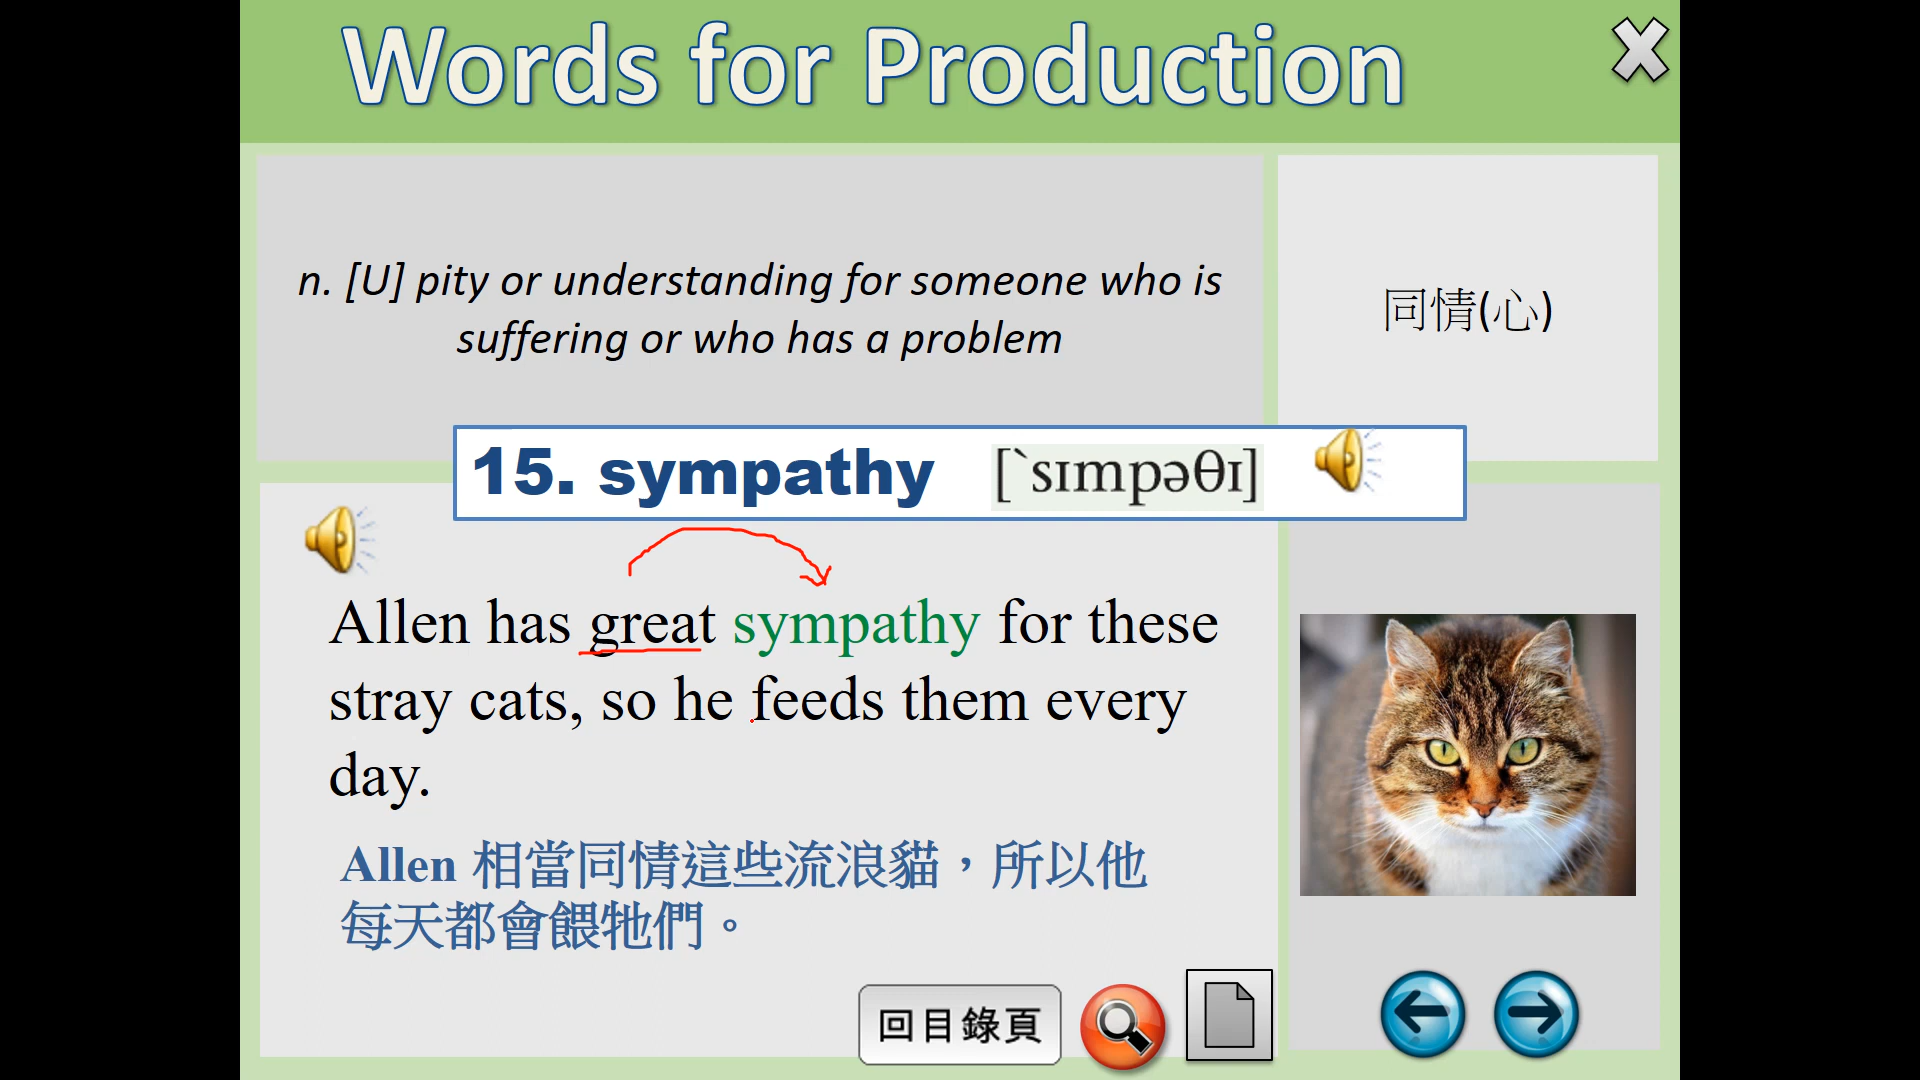 Words for Production
n. [U] pity or understanding for someone who is
suffering or who has a problem
同情(心)
15. sympathy [ˋsɪmpəθɪ]
Allen has great sympathy for these
stray cats, so he feeds them every
day.
Allen 相當同情這些流浪貓，所以他
每天都會餵牠們。
回目錄頁